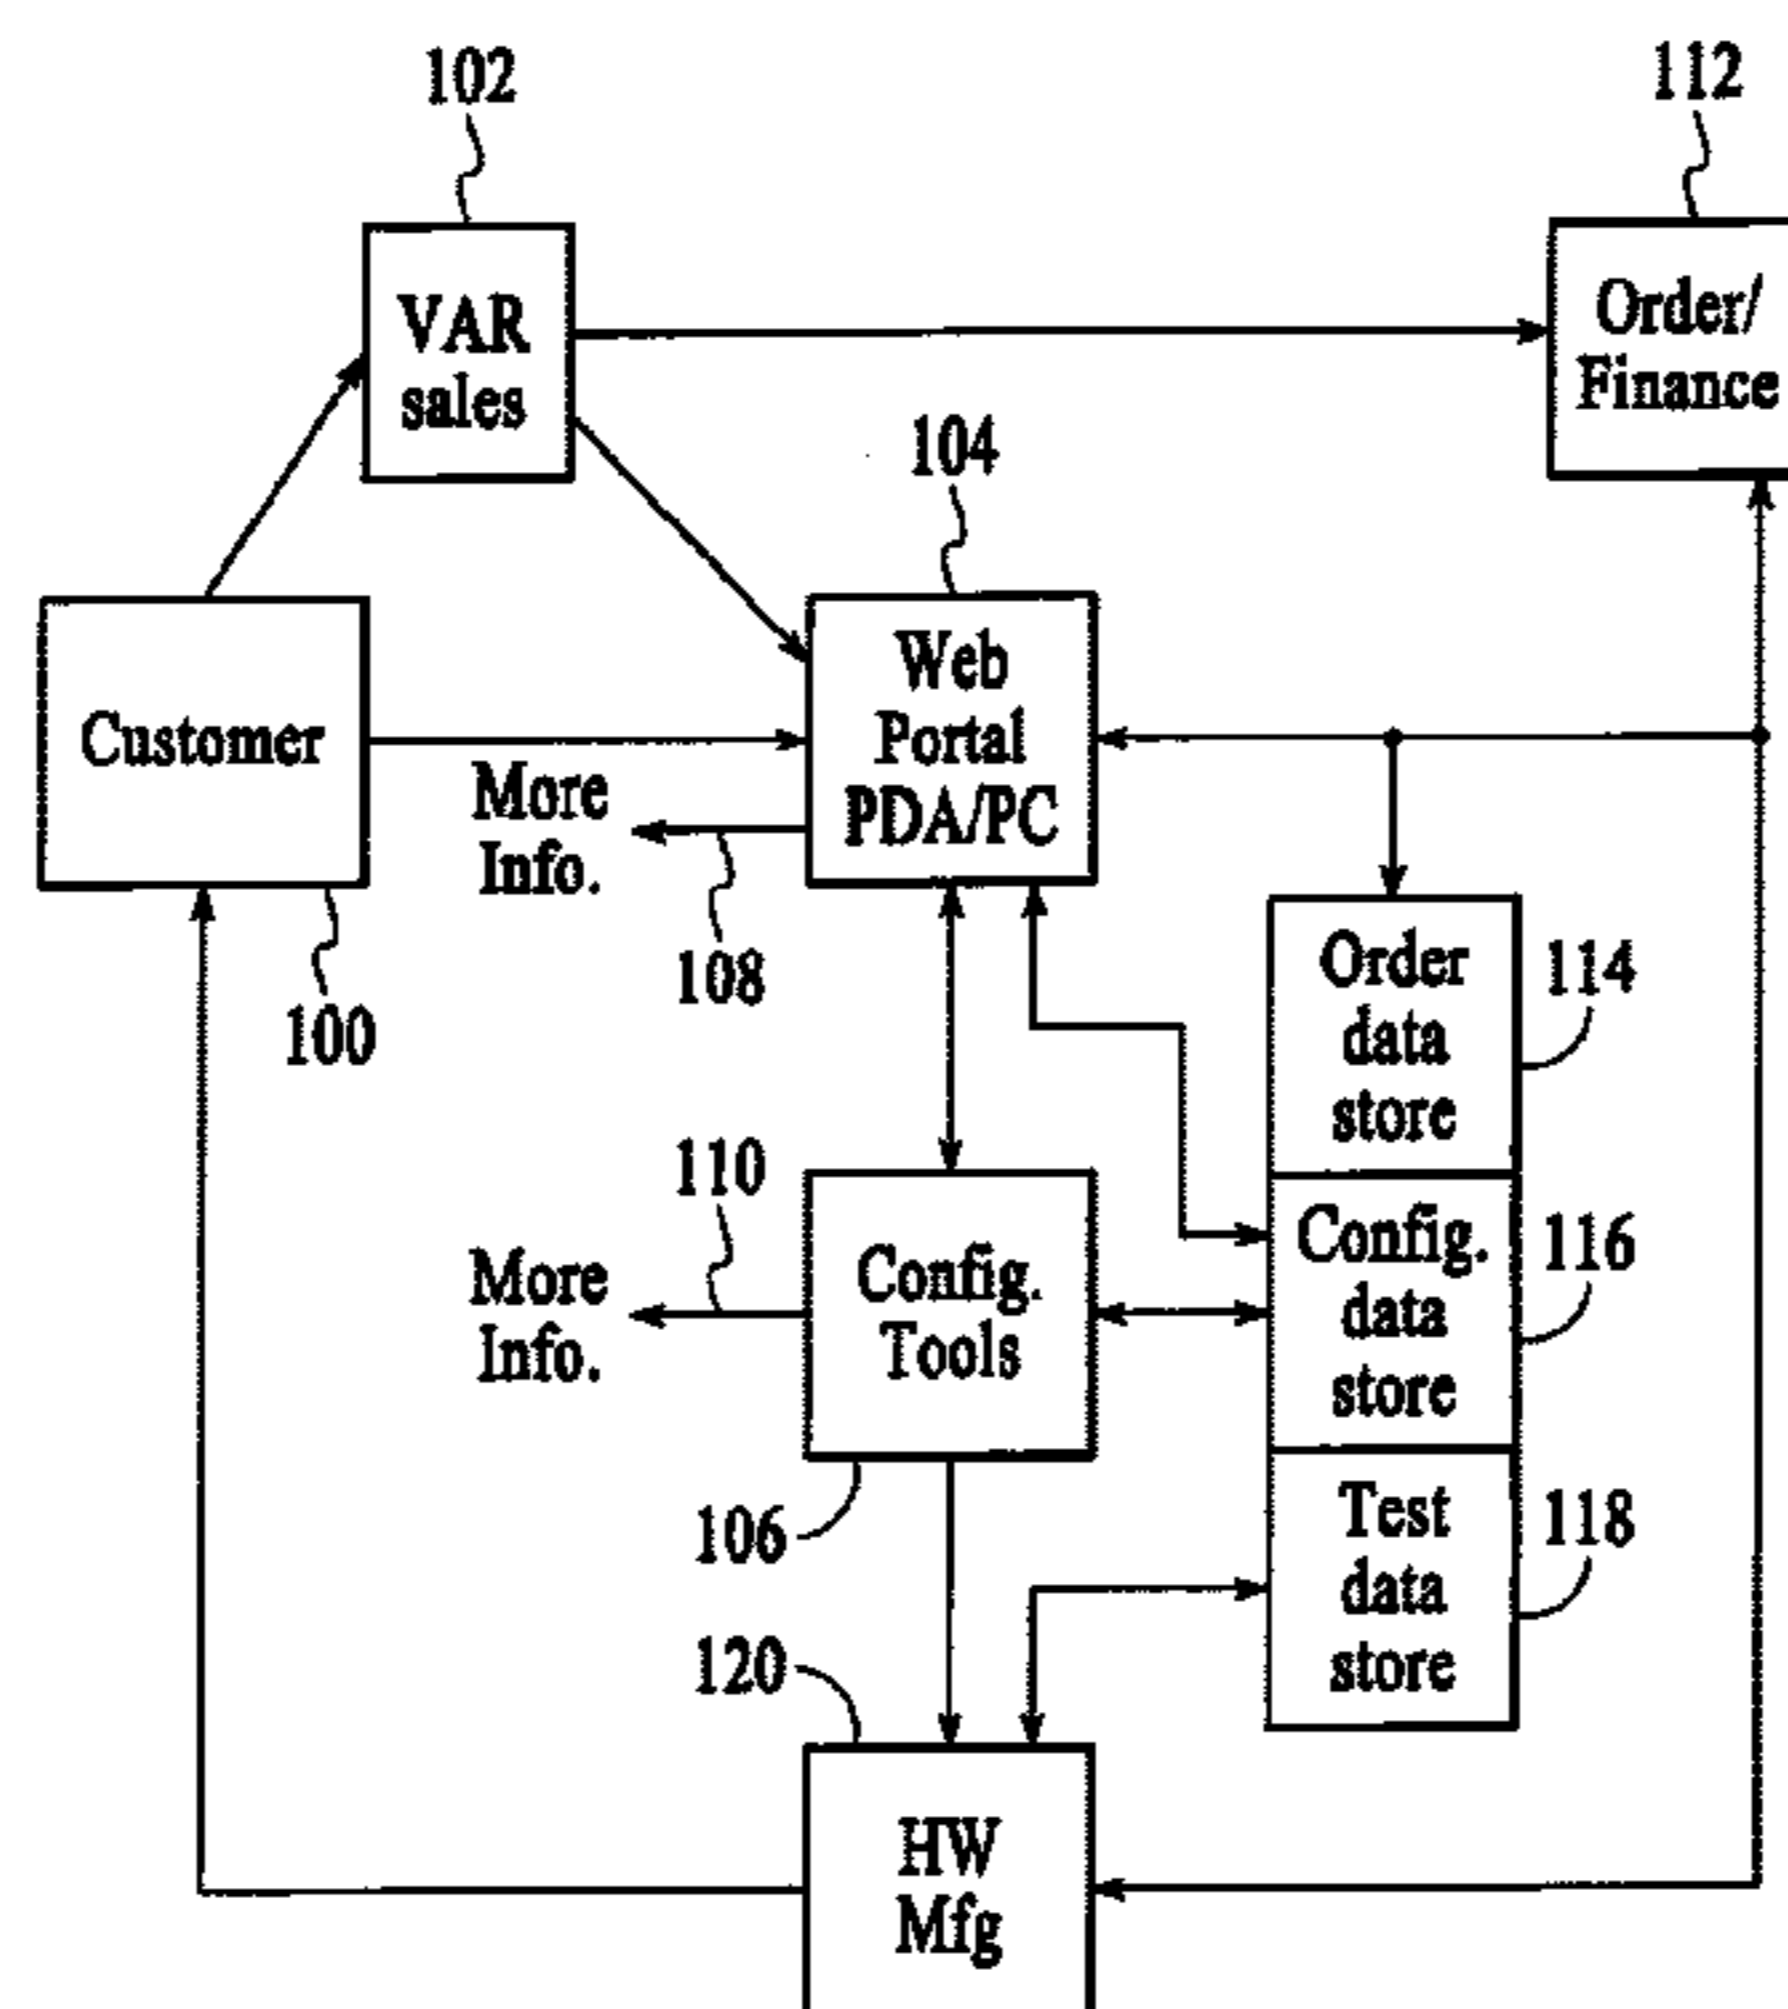 102
112
VAR
sales
Order/
Finance
104
Web
Portal
PDA/PC
Customer
More
Info.
108
100
Order
data
store
114
110
More
Info.
Config.
Tools
Config.
data
store
116
106
Test
data
store
118
120
HW
Mfg